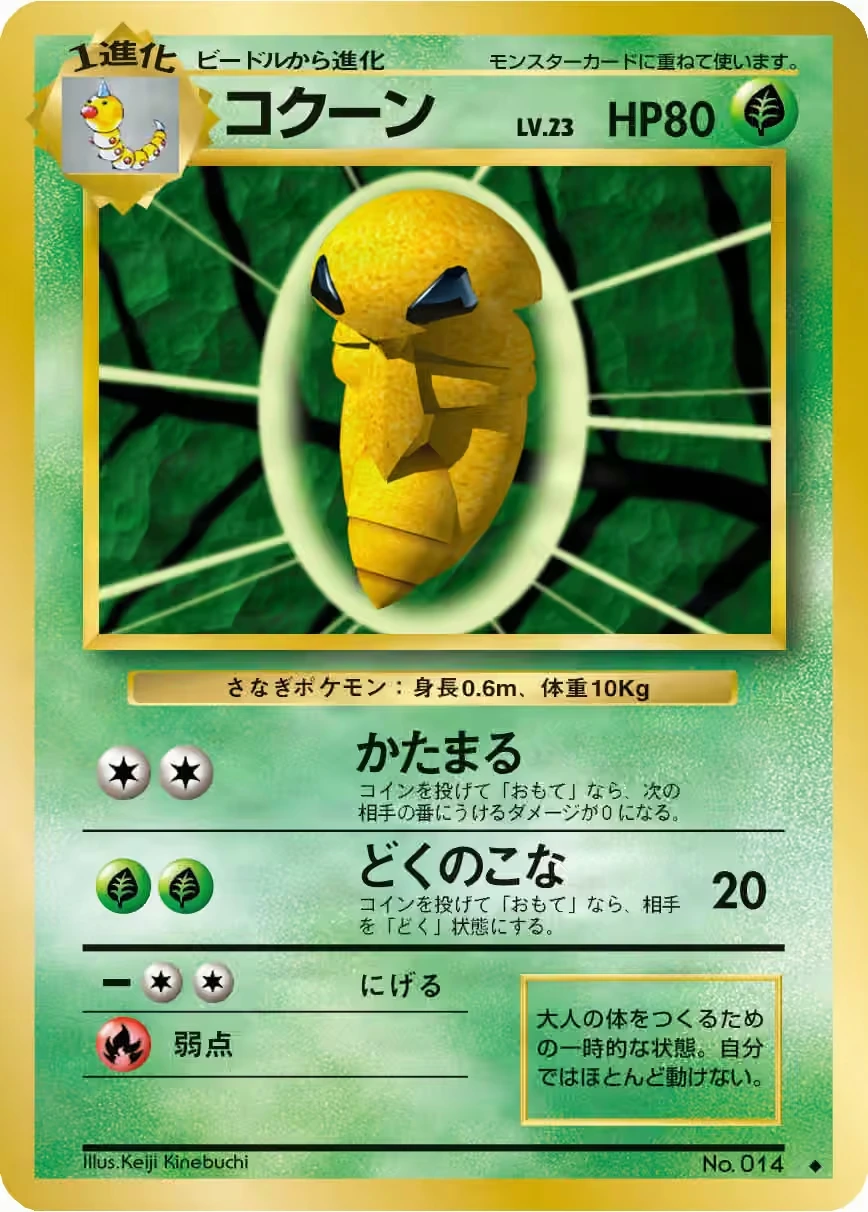 1進化 ビードルから進化 モンスターカードに重ねて使います。
コクーン LV.23 HP80
さなぎポケモン：身長0.6m、体重10Kg
かたまる
コインを投げて「おもて」なら、次の
相手の番にうけるダメージが0になる。
どくのこな 20
コインを投げて「おもて」なら、相手
を「どく」状態にする。
ー にげる
弱点
大人の体をつくるため
の一時的な状態。自分
ではほとんど動けない。
Illus.Keiji Kinebuchi No. 014